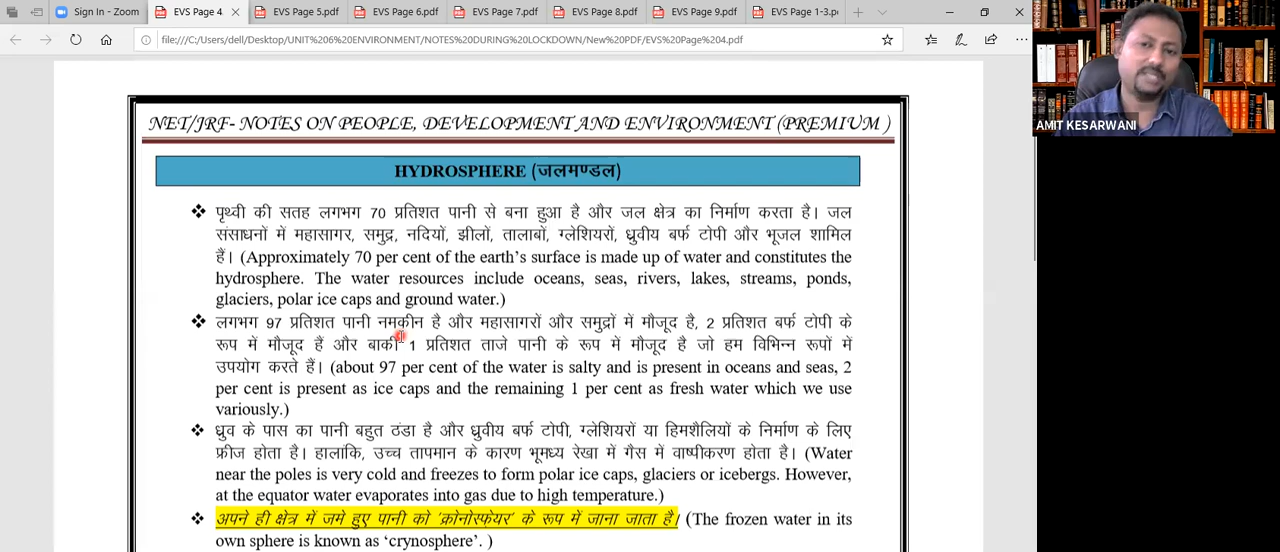 Sign In - Zoom
EVS Page 4
EVS Page 5.pdf
EVS Page 6.pdf
EVS Page 7.pdf
EVS Page 8.pdf
EVS Page 9.pdf
EVS Page 1-3.p
file:///C:/Users/dell/Desktop/UNIT%206%20ENVIRONMENT/NOTES%20DURING%20LOCKDOWN/New%20PDF/EVS%20Page%204.pdf
AMIT KESARWANI
NET/JRF- NOTES ON PEOPLE, DEVELOPMENT AND ENVIRONMENT (PREMIUM )
HYDROSPHERE (जलमण्डल)
❖ पृथ्वी की सतह लगभग 70 प्रतिशत पानी से बना हुआ है और जल क्षेत्र का निर्माण करता है। जल
संसाधनों में महासागर, समुद्र, नदियों, झीलों, तालाबों, ग्लेशियरों, ध्रुवीय बर्फ टोपी और भूजल शामिल
हैं। (Approximately 70 per cent of the earth's surface is made up of water and constitutes the
hydrosphere. The water resources include oceans, seas, rivers, lakes, streams, ponds,
glaciers, polar ice caps and ground water.)
❖ लगभग 97 प्रतिशत पानी नमकीन है और महासागरों और समुद्रों में मौजूद है, 2 प्रतिशत बर्फ टोपी के
रूप में मौजूद हैं और बाकी 1 प्रतिशत ताजे पानी के रूप में मौजूद है जो हम विभिन्न रूपों में
उपयोग करते हैं। (about 97 per cent of the water is salty and is present in oceans and seas, 2
per cent is present as ice caps and the remaining 1 per cent as fresh water which we use
variously.)
❖ ध्रुव के पास का पानी बहुत ठंडा है और ध्रुवीय बर्फ टोपी, ग्लेशियरों या हिमशैलियों के निर्माण के लिए
फ्रीज होता है। हालाकि, उच्च तापमान के कारण भूमध्य रेखा में गैस में वाष्पीकरण होता है। (Water
near the poles is very cold and freezes to form polar ice caps, glaciers or icebergs. However,
at the equator water evaporates into gas due to high temperature.)
❖ अपने ही क्षेत्र में जमे हुए पानी को 'क्रोनोस्फेयर' के रूप में जाना जाता है। (The frozen water in its
own sphere is known as 'crynosphere'. )